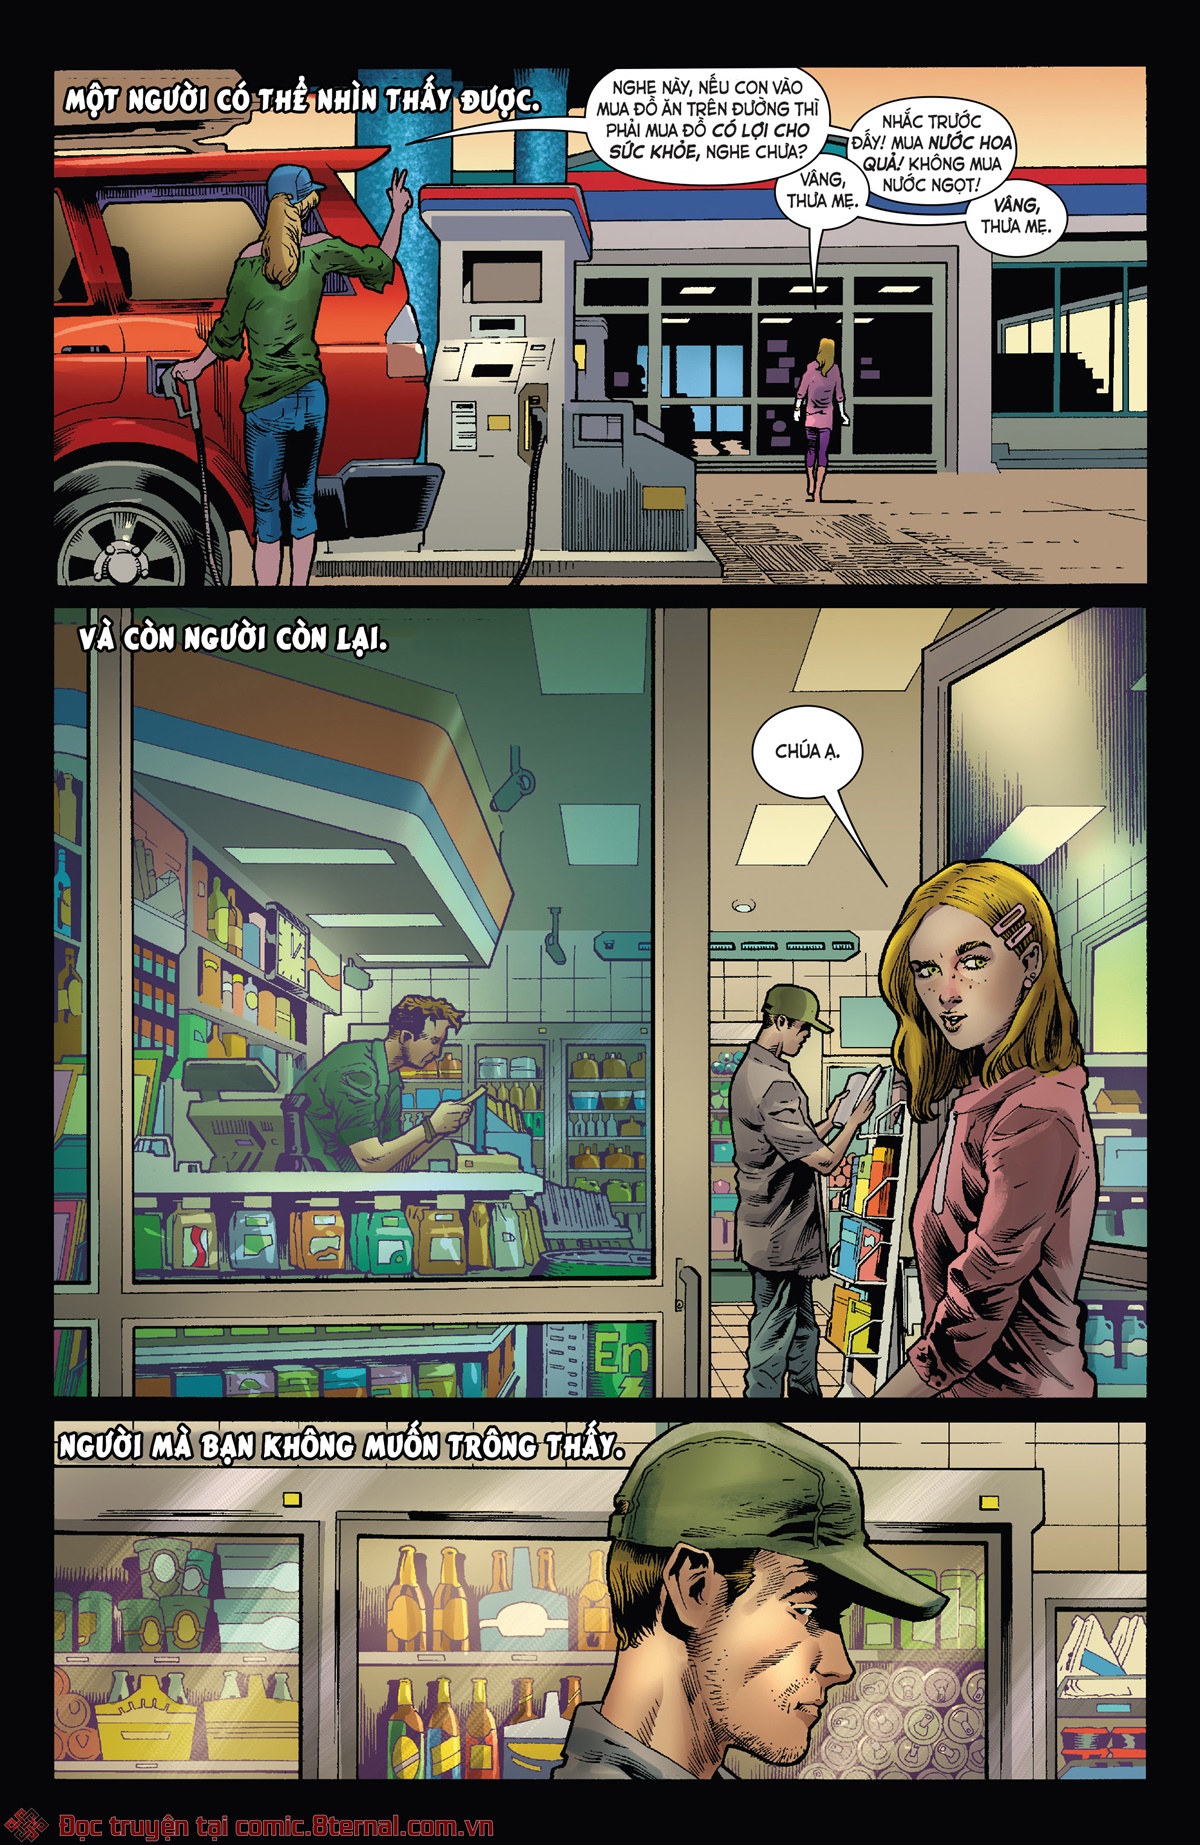 MỘT NGƯỜI CÓ THỂ NHÌN THẤY ĐƯỢC.
NGHE NÀY, NẾU CON VÀO
MUA ĐỒ ĂN TRÊN ĐƯỜNG THÌ
PHẢI MUA ĐỒ CÓ LỢI CHO
SỨC KHỎE, NGHE CHƯA?
VÂNG,
THƯA MẸ.
NHẮC TRƯỚC
ĐẤY! MUA NƯỚC HOA
QUẢ! KHÔNG MUA
NƯỚC NGỌT!
VÂNG,
THƯA MẸ.
VÀ CÒN NGƯỜI CÒN LẠI.
CHÚA Ạ.
En
NGƯỜI MÀ BẠN KHÔNG MUỐN TRÔNG THẤY.
Đọc truyện tại comic.8ternal.com.vn